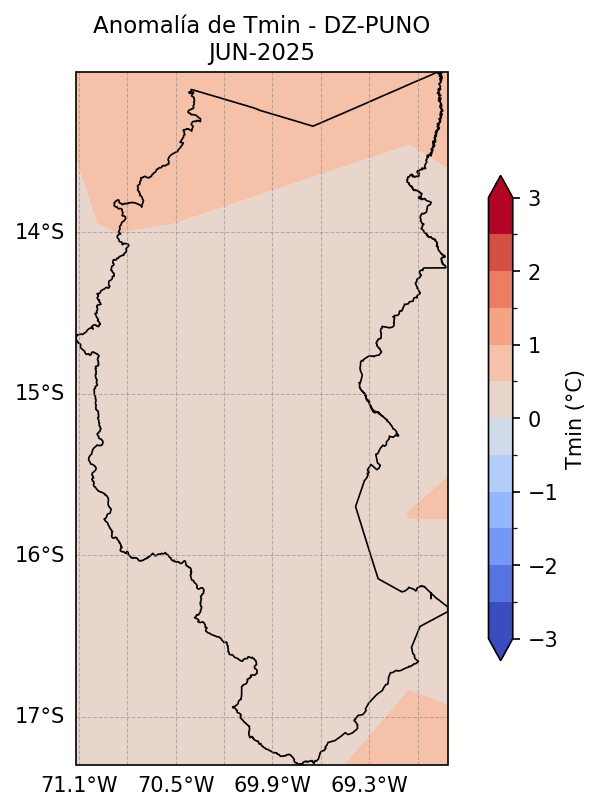 Anomalía de Tmin - DZ-PUNO
JUN-2025
14°S
15°S
16°S
17°S
71.1°W 70.5°W 69.9°W 69.3°W
3
2
1
0
−1
−2
−3
Tmin (°C)